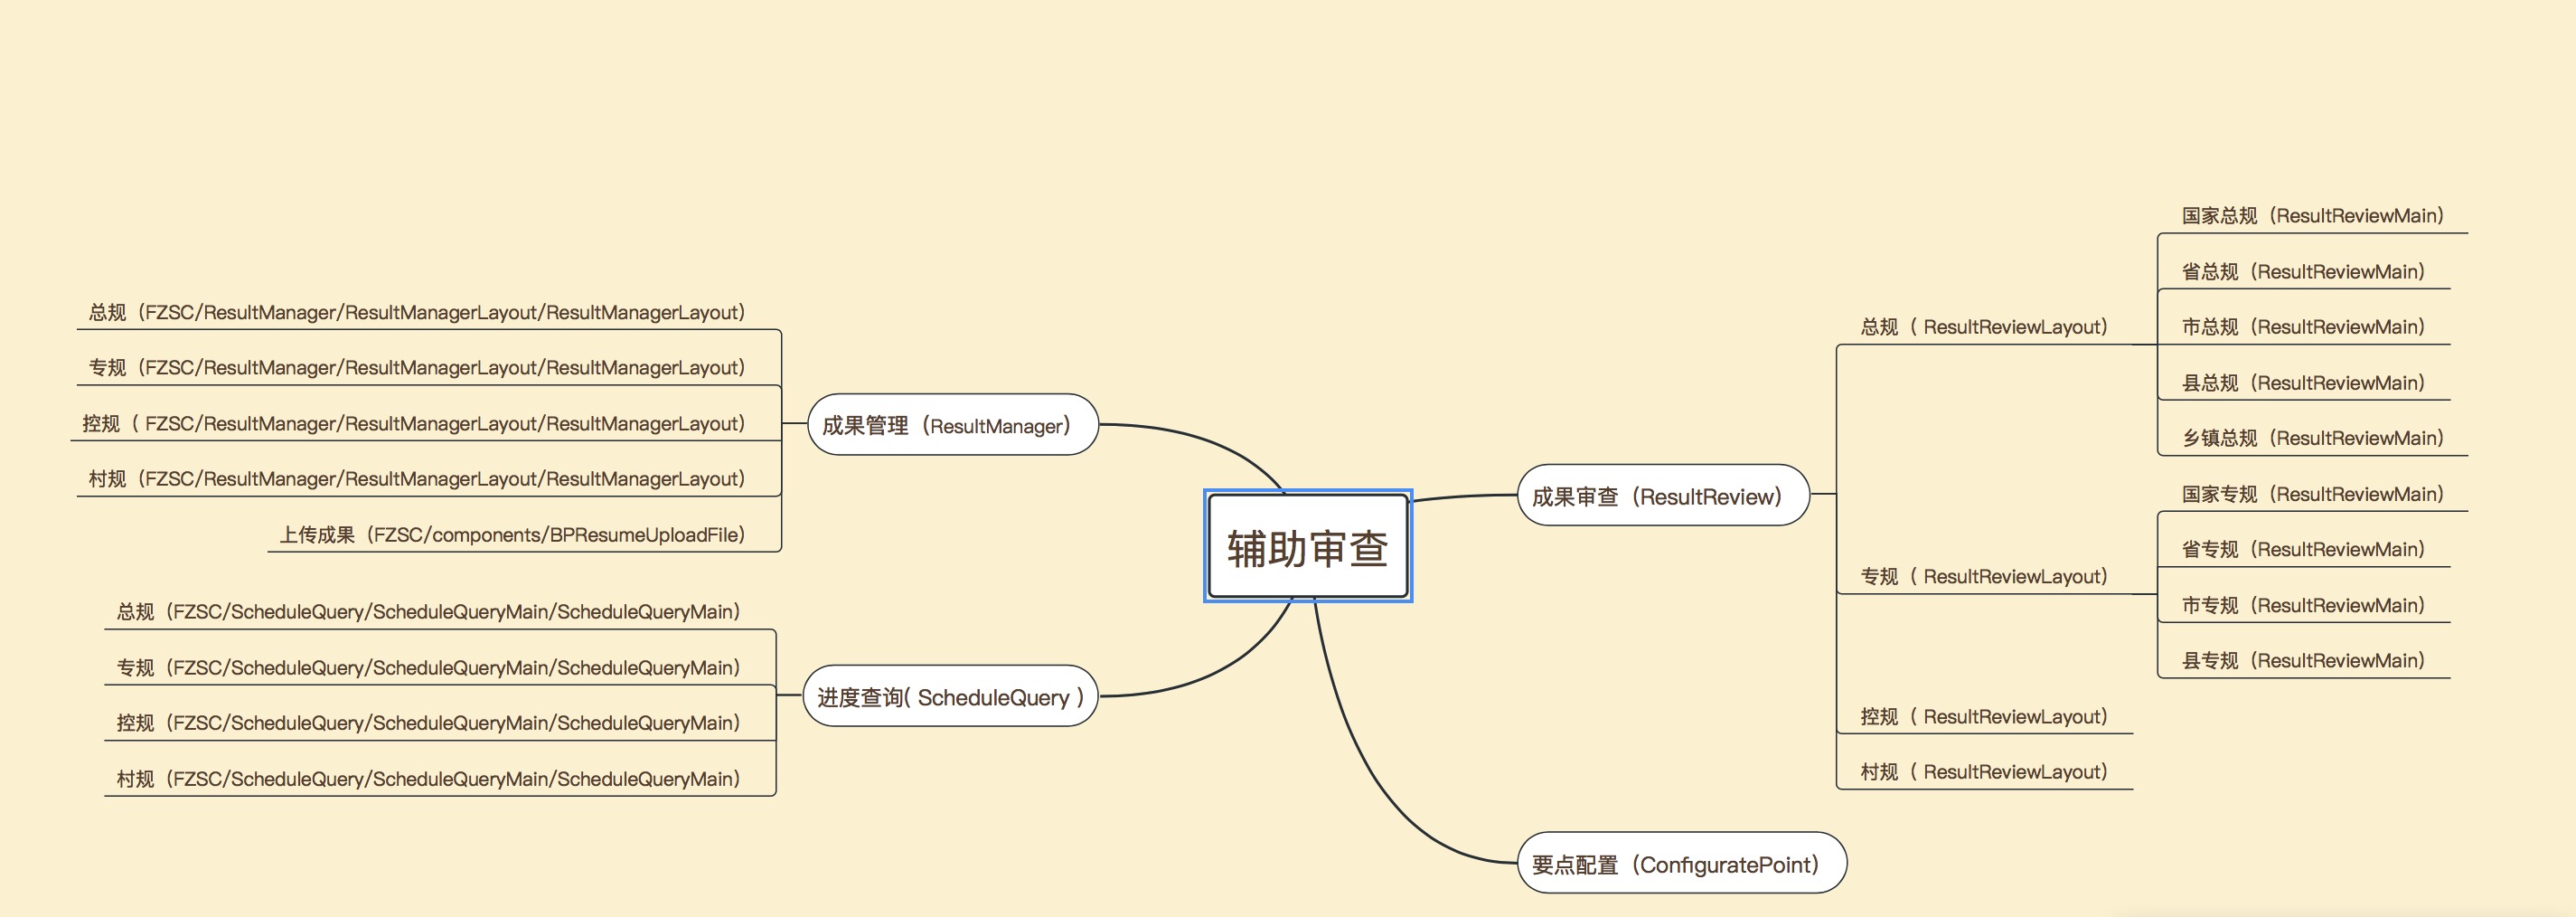 辅助审查
成果管理（ResultManager）
总规（FZSC/ResultManager/ResultManagerLayout/ResultManagerLayout）
专规（FZSC/ResultManager/ResultManagerLayout/ResultManagerLayout）
控规（ FZSC/ResultManager/ResultManagerLayout/ResultManagerLayout）
村规（FZSC/ResultManager/ResultManagerLayout/ResultManagerLayout）
上传成果（FZSC/components/BPResumeUploadFile）
进度查询( ScheduleQuery )
总规（FZSC/ScheduleQuery/ScheduleQueryMain/ScheduleQueryMain）
专规（FZSC/ScheduleQuery/ScheduleQueryMain/ScheduleQueryMain）
控规（FZSC/ScheduleQuery/ScheduleQueryMain/ScheduleQueryMain）
村规（FZSC/ScheduleQuery/ScheduleQueryMain/ScheduleQueryMain）
成果审查（ResultReview）
总规（ ResultReviewLayout）
国家总规（ResultReviewMain）
省总规（ResultReviewMain）
市总规（ResultReviewMain）
县总规（ResultReviewMain）
乡镇总规（ResultReviewMain）
专规（ ResultReviewLayout）
国家专规（ResultReviewMain）
省专规（ResultReviewMain）
市专规（ResultReviewMain）
县专规（ResultReviewMain）
控规（ ResultReviewLayout）
村规（ ResultReviewLayout）
要点配置（ConfiguratePoint）